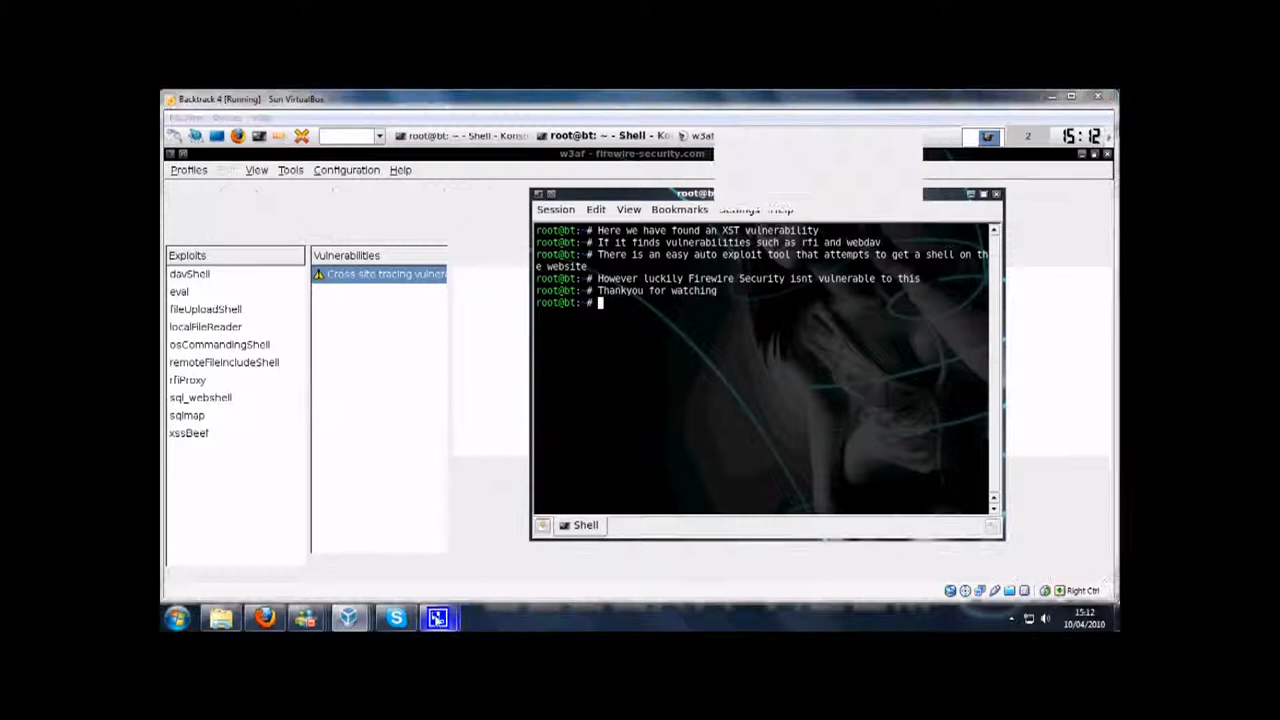 Backtrack 4 [Running] Sun VirtualBox
root@bt: ~ - Shell - Kons
root@bt: ~ - Shell - Ko
w3af
2
15:12
w3af - firewire-security.com
Profiles View Tools Configuration Help
root@b
Session Edit View Bookmarks Settings Help
Exploits
davShell
eval
fileUploadShell
localFileReader
osCommandingShell
remoteFileIncludeShell
rfiProxy
sql_webshell
sqlmap
xssBeef
Vulnerabilities
Cross site tracing vulnera
root@bt:~# Here we have found an XST vulnerability
root@bt:~# If it finds vulnerabilities such as rfi and webdav
root@bt:~# There is an easy auto exploit tool that attempts to get a shell on th
e website
root@bt:~# However luckily Firewire Security isnt vulnerable to this
root@bt:~# Thankyou for watching
root@bt:~#
Shell
Right Ctrl
15:12
10/04/2010